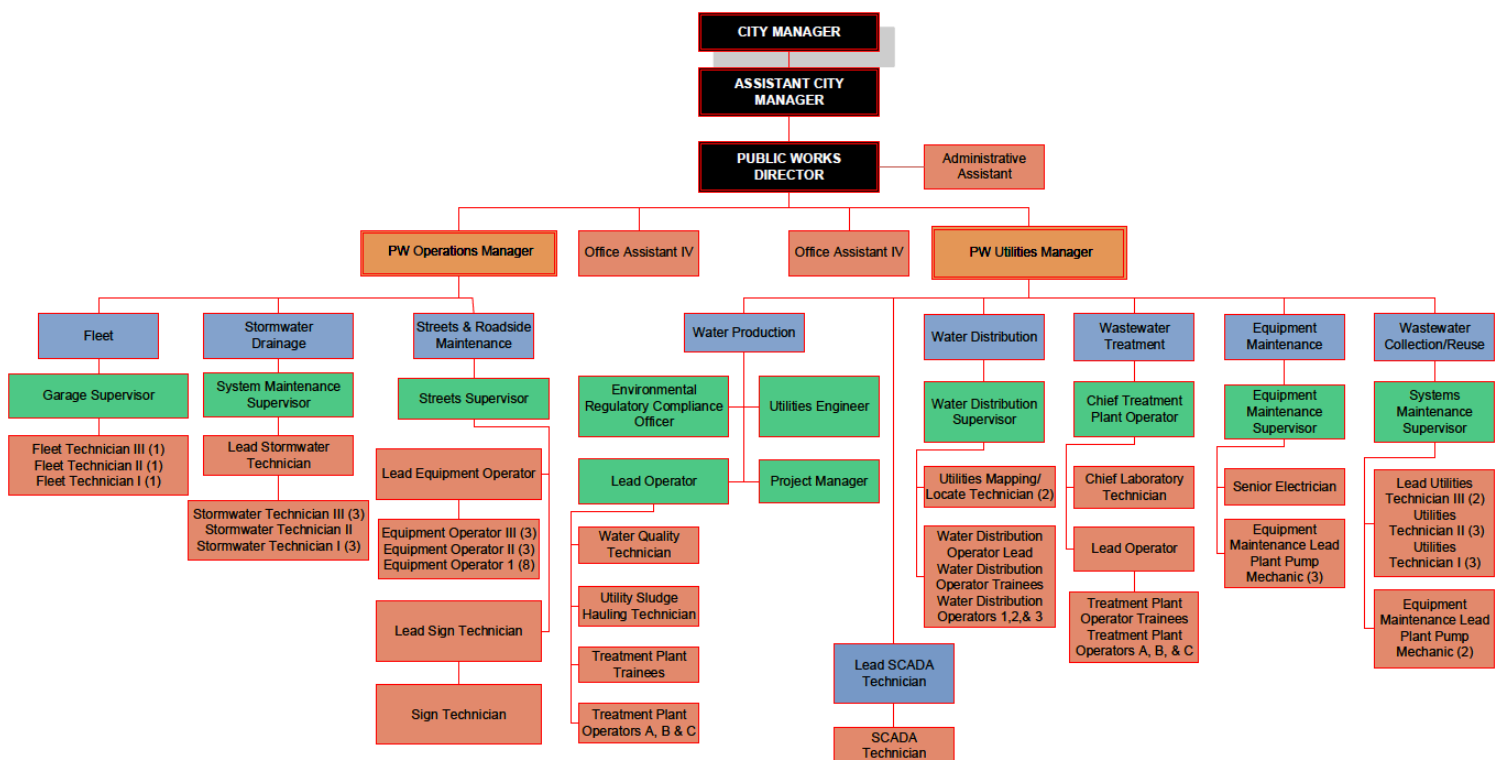 CITY MANAGER
ASSISTANT CITY
MANAGER
PUBLIC WORKS
DIRECTOR
Administrative
Assistant
PW Operations Manager
Office Assistant IV
Office Assistant IV
PW Utilities Manager
Fleet
Stormwater
Drainage
Streets & Roadside
Maintenance
Water Production
Water Distribution
Wastewater
Treatment
Equipment
Maintenance
Wastewater
Collection/Reuse
Garage Supervisor
System Maintenance
Supervisor
Streets Supervisor
Environmental
Regulatory Compliance
Officer
Utilities Engineer
Water Distribution
Supervisor
Chief Treatment
Plant Operator
Equipment
Maintenance
Supervisor
Systems
Maintenance
Supervisor
Fleet Technician III (1)
Fleet Technician II (1)
Fleet Technician I (1)
Lead Stormwater
Technician
Stormwater Technician III (3)
Stormwater Technician II
Stormwater Technician I (3)
Lead Equipment Operator
Equipment Operator III (3)
Equipment Operator II (3)
Equipment Operator 1 (8)
Lead Sign Technician
Sign Technician
Lead Operator
Project Manager
Water Quality
Technician
Utility Sludge
Hauling Technician
Treatment Plant
Trainees
Treatment Plant
Operators A, B & C
Lead SCADA
Technician
SCADA
Technician
Utilities Mapping/
Locate Technician (2)
Water Distribution
Operator Lead
Water Distribution
Operator Trainees
Water Distribution
Operators 1,2,& 3
Chief Laboratory
Technician
Lead Operator
Treatment Plant
Operator Trainees
Treatment Plant
Operators A, B, & C
Senior Electrician
Equipment
Maintenance Lead
Plant Pump
Mechanic (3)
Lead Utilities
Technician III (2)
Utilities
Technician II (3)
Utilities
Technician I (3)
Equipment
Maintenance Lead
Plant Pump
Mechanic (2)